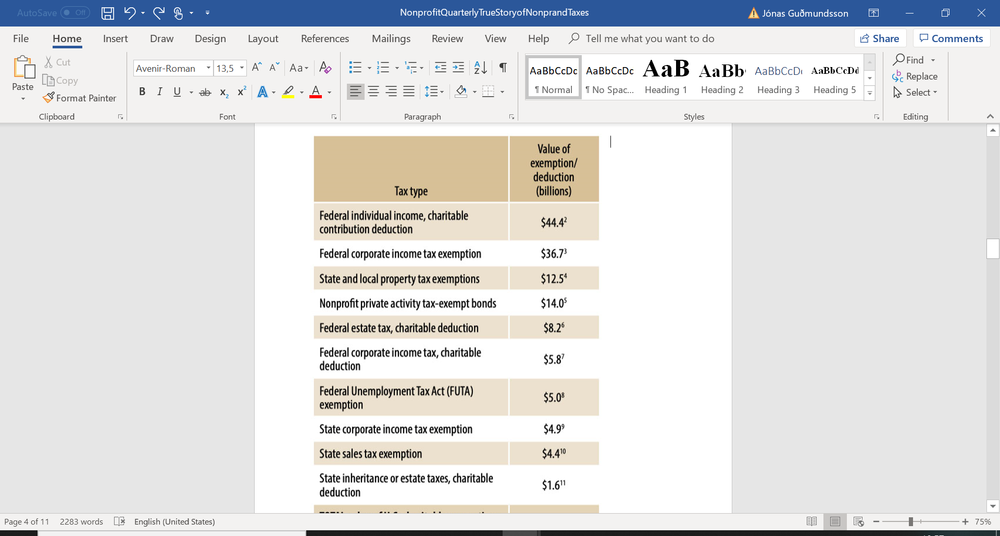 AutoSave Off
NonprofitQuarterlyTrueStoryofNonprandTaxes
Jónas Guðmundsson
File Home Insert Draw Design Layout References Mailings Review View Help Tell me what you want to do Share Comments
Paste
Cut
Copy
Format Painter
Clipboard
Avenir-Roman 13,5
Font
Paragraph
AaBbCcDc AaBbCcDc AaB AaBb AaBbCcD AaBbCcDd
¶ Normal ¶ No Spac... Heading 1 Heading 2 Heading 3 Heading 5
Styles
Find
Replace
Select
Editing
Tax type
Value of
exemption/
deduction
(billions)
Federal individual income, charitable
contribution deduction
$44.4²
Federal corporate income tax exemption $36.7³
State and local property tax exemptions $12.5⁴
Nonprofit private activity tax-exempt bonds $14.0⁵
Federal estate tax, charitable deduction $8.2⁶
Federal corporate income tax, charitable
deduction
$5.8⁷
Federal Unemployment Tax Act (FUTA)
exemption
$5.0⁸
State corporate income tax exemption $4.9⁹
State sales tax exemption $4.4¹⁰
State inheritance or estate taxes, charitable
deduction
$1.6¹¹
Page 4 of 11 2283 words English (United States) 75%